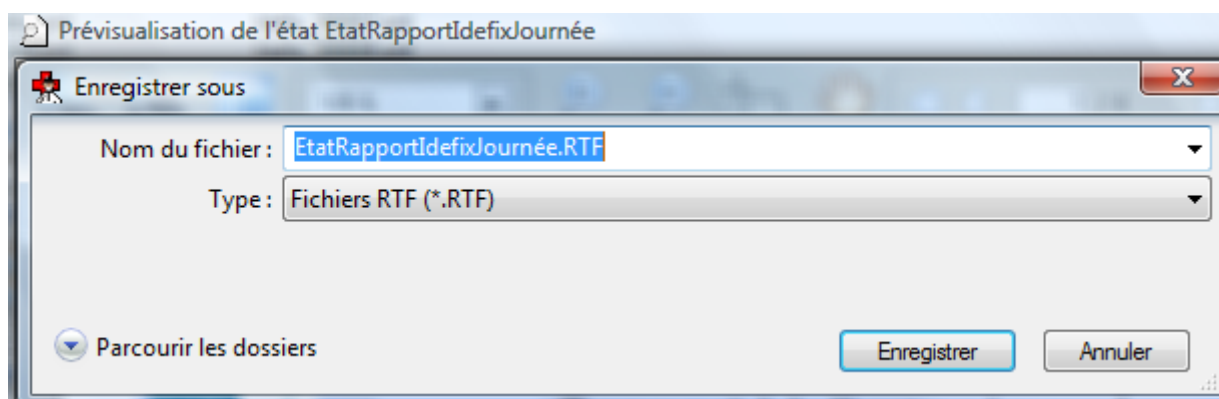 Prévisualisation de l'état EtatRapportIdefixJournée
Enregistrer sous
Nom du fichier : EtatRapportIdefixJournée.RTF
Type : Fichiers RTF (*.RTF)
Parcourir les dossiers
Enregistrer
Annuler